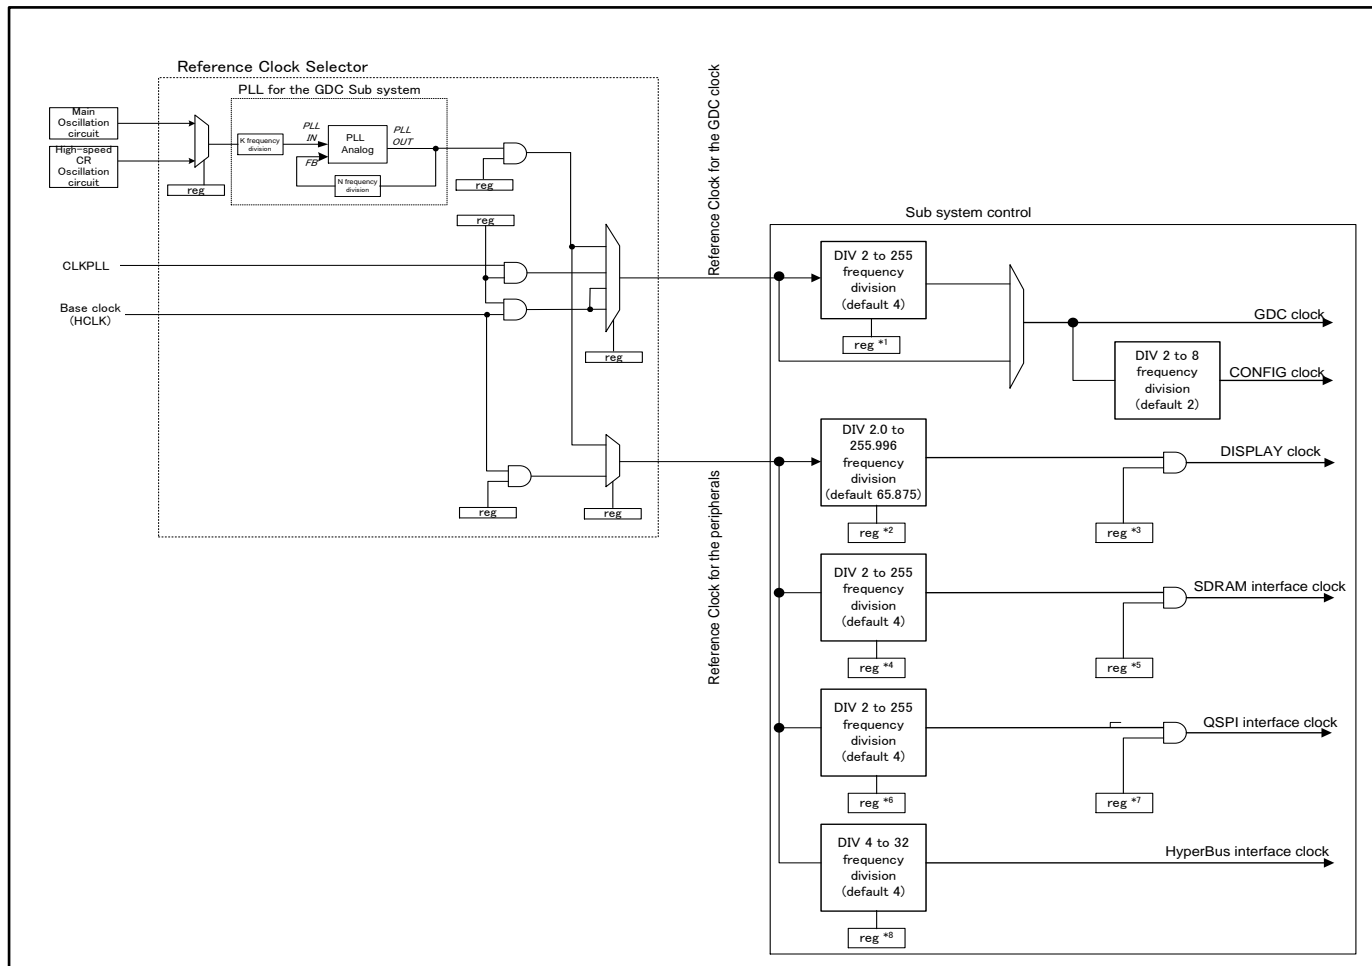 Reference Clock Selector
PLL for the GDC Sub system
Main
Oscillation
circuit
High-speed
CR
Oscillation
circuit
reg
K frequency
division
PLL
IN
FB
PLL
Analog
PLL
OUT
N frequency
division
reg
reg
CLKPLL
Base clock
(HCLK)
reg
reg
reg
Reference Clock for the GDC clock
Reference Clock for the peripherals
Sub system control
DIV 2 to 255
frequency
division
(default 4)
reg *1
GDC clock
DIV 2 to 8
frequency
division
(default 2)
CONFIG clock
DIV 2.0 to
255.996
frequency
division
(default 65.875)
reg *2
reg *3
DISPLAY clock
DIV 2 to 255
frequency
division
(default 4)
reg *4
reg *5
SDRAM interface clock
DIV 2 to 255
frequency
division
(default 4)
reg *6
reg *7
QSPI interface clock
DIV 4 to 32
frequency
division
(default 4)
reg *8
HyperBus interface clock